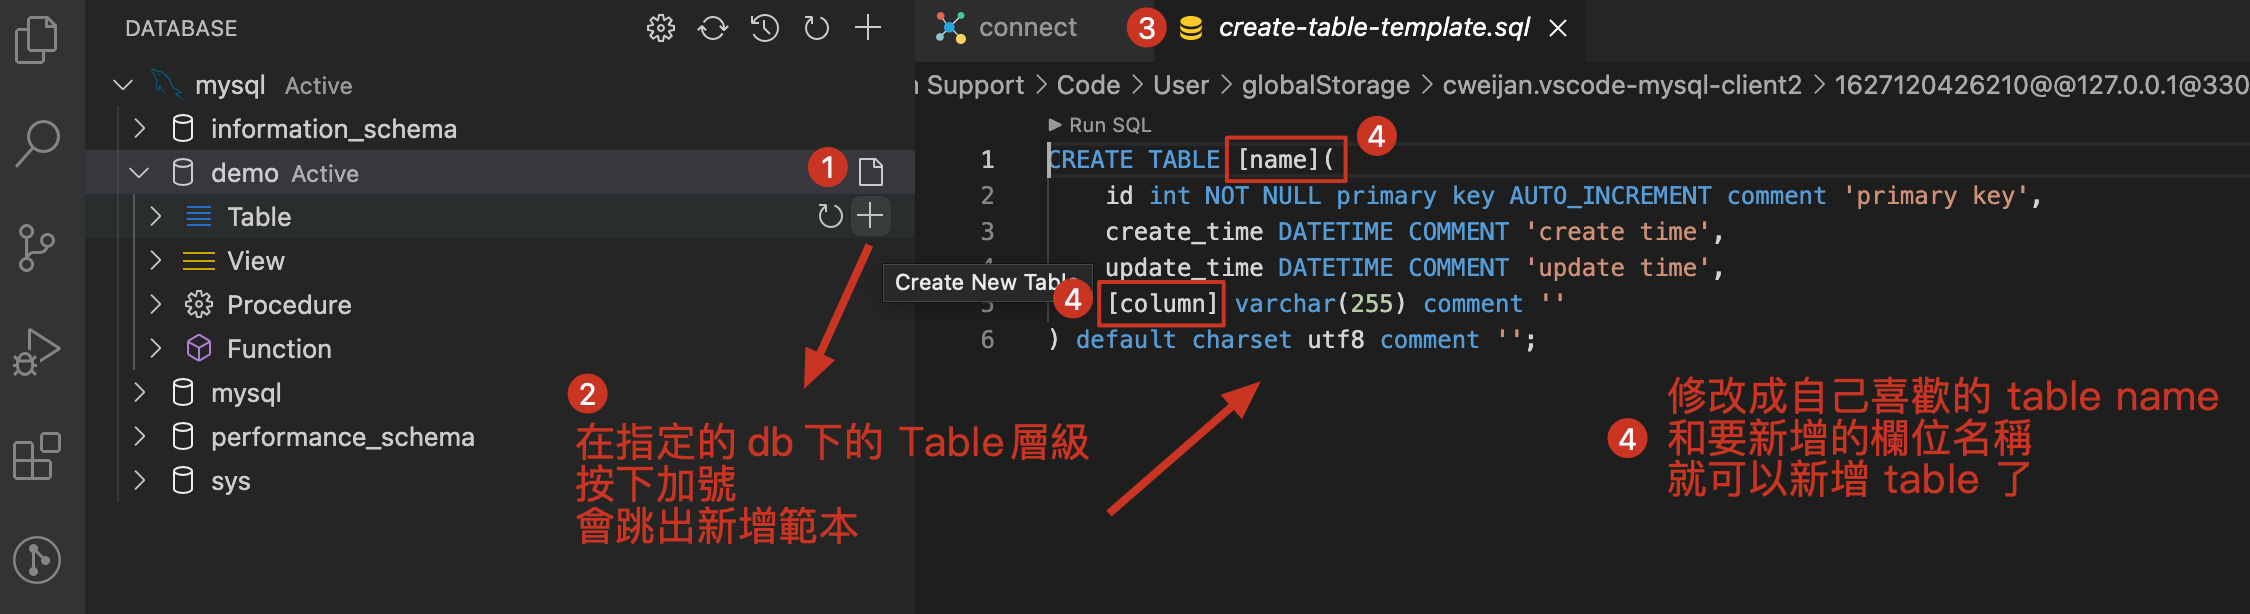 DATABASE
mysql Active
information_schema
demo Active
1
Table
View
Procedure
Function
mysql
performance_schema
sys
Create New Table
2
在指定的 db 下的 Table層級
按下加號
會跳出新增範本
connect
3
create-table-template.sql
Support > Code > User > globalStorage > cweijan.vscode-mysql-client2 > 1627120426210@@127.0.0.1@330
Run SQL
4
1 CREATE TABLE [name](
2 id int NOT NULL primary key AUTO_INCREMENT comment 'primary key',
3 create_time DATETIME COMMENT 'create time',
4 update_time DATETIME COMMENT 'update time',
4
5 [column] varchar(255) comment ''
6 ) default charset utf8 comment '';
4
修改成自己喜歡的 table name
和要新增的欄位名稱
就可以新增 table 了